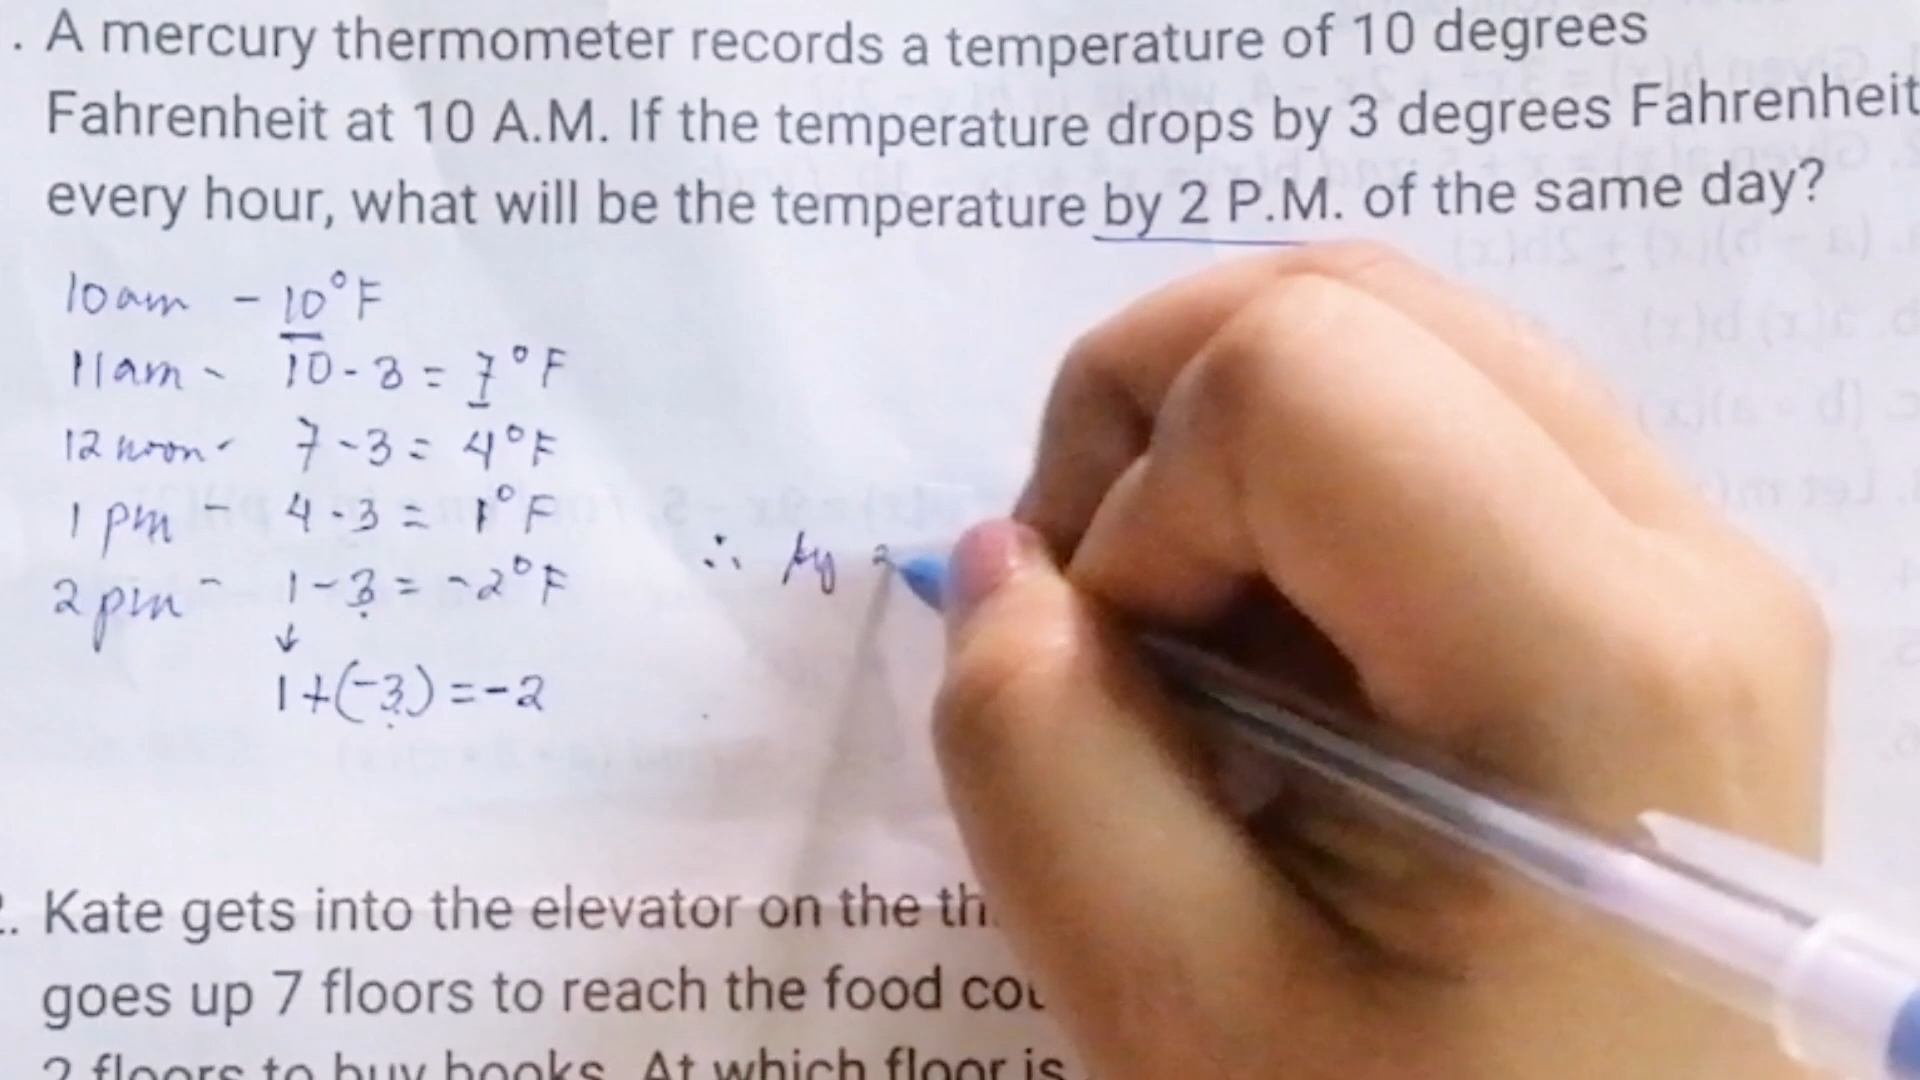 . A mercury thermometer records a temperature of 10 degrees
Fahrenheit at 10 A.M. If the temperature drops by 3 degrees Fahrenheit
every hour, what will be the temperature by 2 P.M. of the same day?
10am - 10°F
11am - 10-3 = 7°F
12 noon - 7-3 = 4°F
1 pm - 4-3 = 1°F
2 pm - 1-3 = -2°F
↓
1+(-3) = -2
∴ by 2
. Kate gets into the elevator on the
goes up 7 floors to reach the food
2 floors to buy books. At which floor is